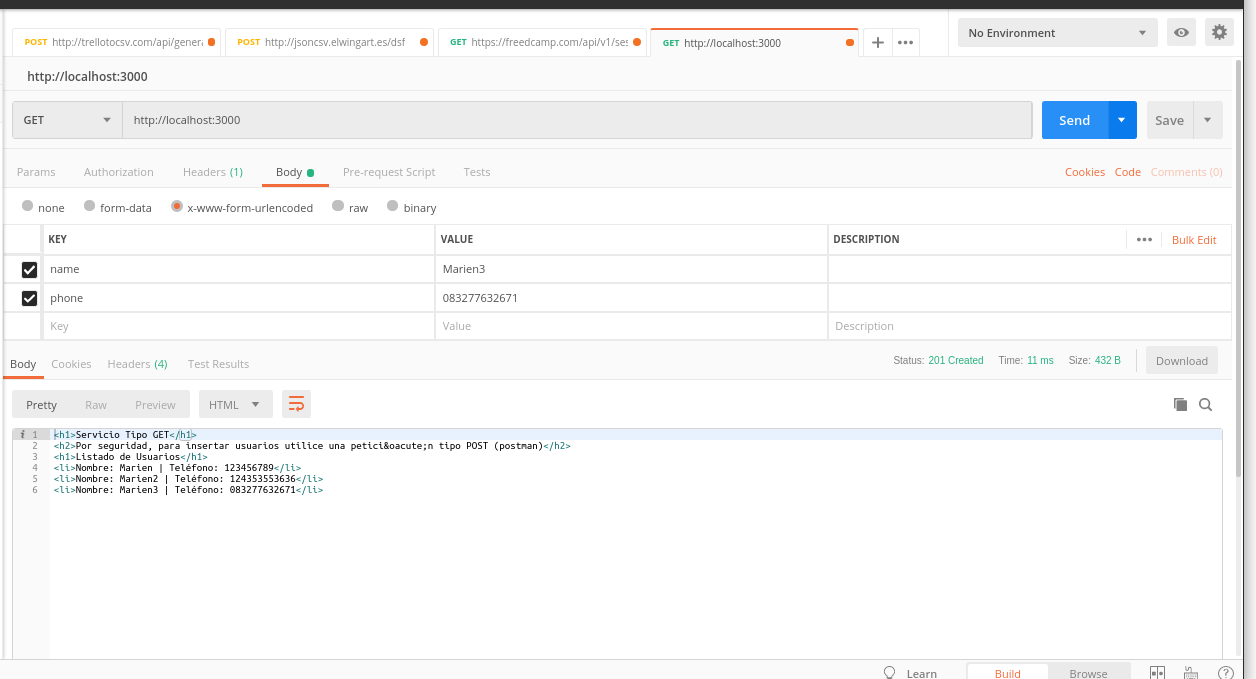 POST http://trellotocsv.com/api/gener POST http://jsoncsv.elwingart.es/dsf GET https://freedcamp.com/api/v1/ses GET http://localhost:3000 + ••• No Environment
http://localhost:3000
GET http://localhost:3000 Send Save
Params Authorization Headers (1) Body Pre-request Script Tests Cookies Code Comments (0)
none form-data x-www-form-urlencoded raw binary
KEY VALUE DESCRIPTION ••• Bulk Edit
name Marien3
phone 083277632671
Key Value Description
Body Cookies Headers (4) Test Results Status: 201 Created Time: 11 ms Size: 432 B Download
Pretty Raw Preview HTML
i 1 <h1>Servicio Tipo GET</h1>
2 <h2>Por seguridad, para insertar usuarios utilice una petici&oacute;n tipo POST (postman)</h2>
3 <h1>Listado de Usuarios</h1>
4 <li>Nombre: Marien | Teléfono: 123456789</li>
5 <li>Nombre: Marien2 | Teléfono: 124353553636</li>
6 <li>Nombre: Marien3 | Teléfono: 083277632671</li>
Learn Build Browse ?